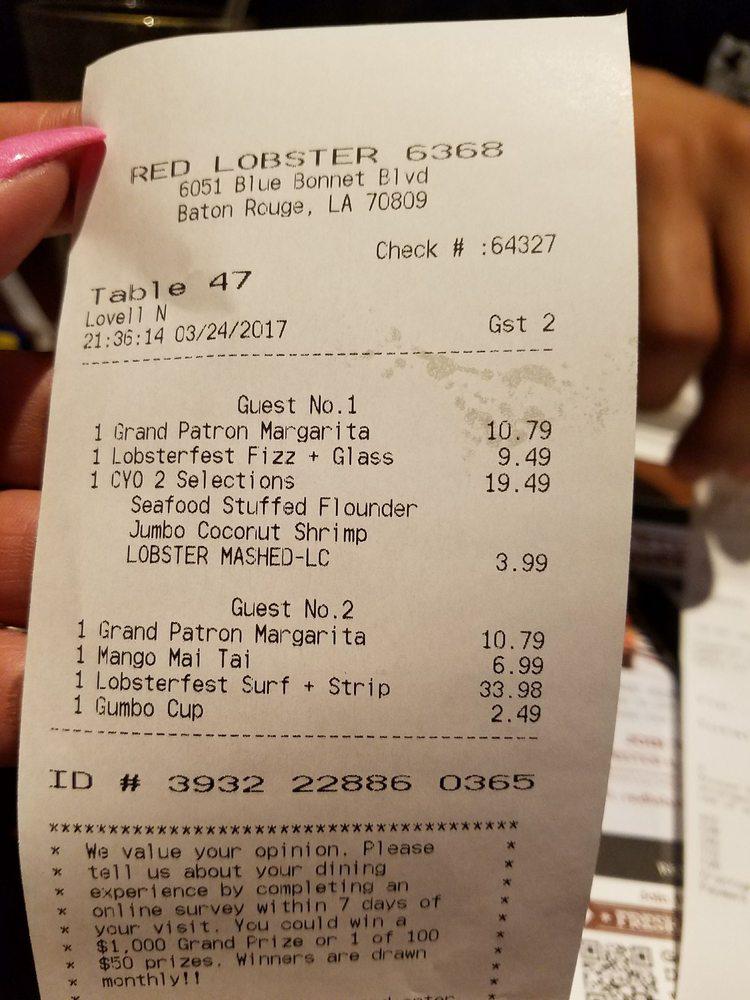 RED LOBSTER 6368
6051 Blue Bonnet Blvd
Baton Rouge, LA 70809
Check # :64327
Table 47
Lovell N
21:36:14 03/24/2017 Gst 2
Guest No.1
1 Grand Patron Margarita 10.79
1 Lobsterfest Fizz + Glass 9.49
1 CYO 2 Selections 19.49
Seafood Stuffed Flounder
Jumbo Coconut Shrimp
LOBSTER MASHED-LC 3.99
Guest No.2
1 Grand Patron Margarita 10.79
1 Mango Mai Tai 6.99
1 Lobsterfest Surf + Strip 33.98
1 Gumbo Cup 2.49
ID # 3932 22886 0365
****************************************
* We value your opinion. Please *
* tell us about your dining *
* experience by completing an *
* online survey within 7 days of *
* your visit. You could win a *
* $1,000 Grand Prize or 1 of 100 *
* $50 prizes. Winners are drawn *
* monthly!! *
FRESH